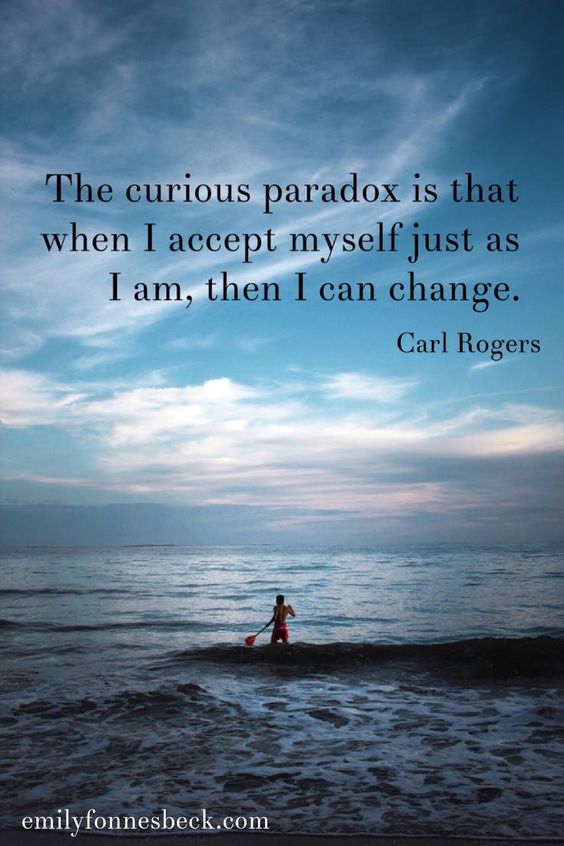 The curious paradox is that
when I accept myself just as
I am, then I can change.
Carl Rogers
emilyfonnesbeck.com